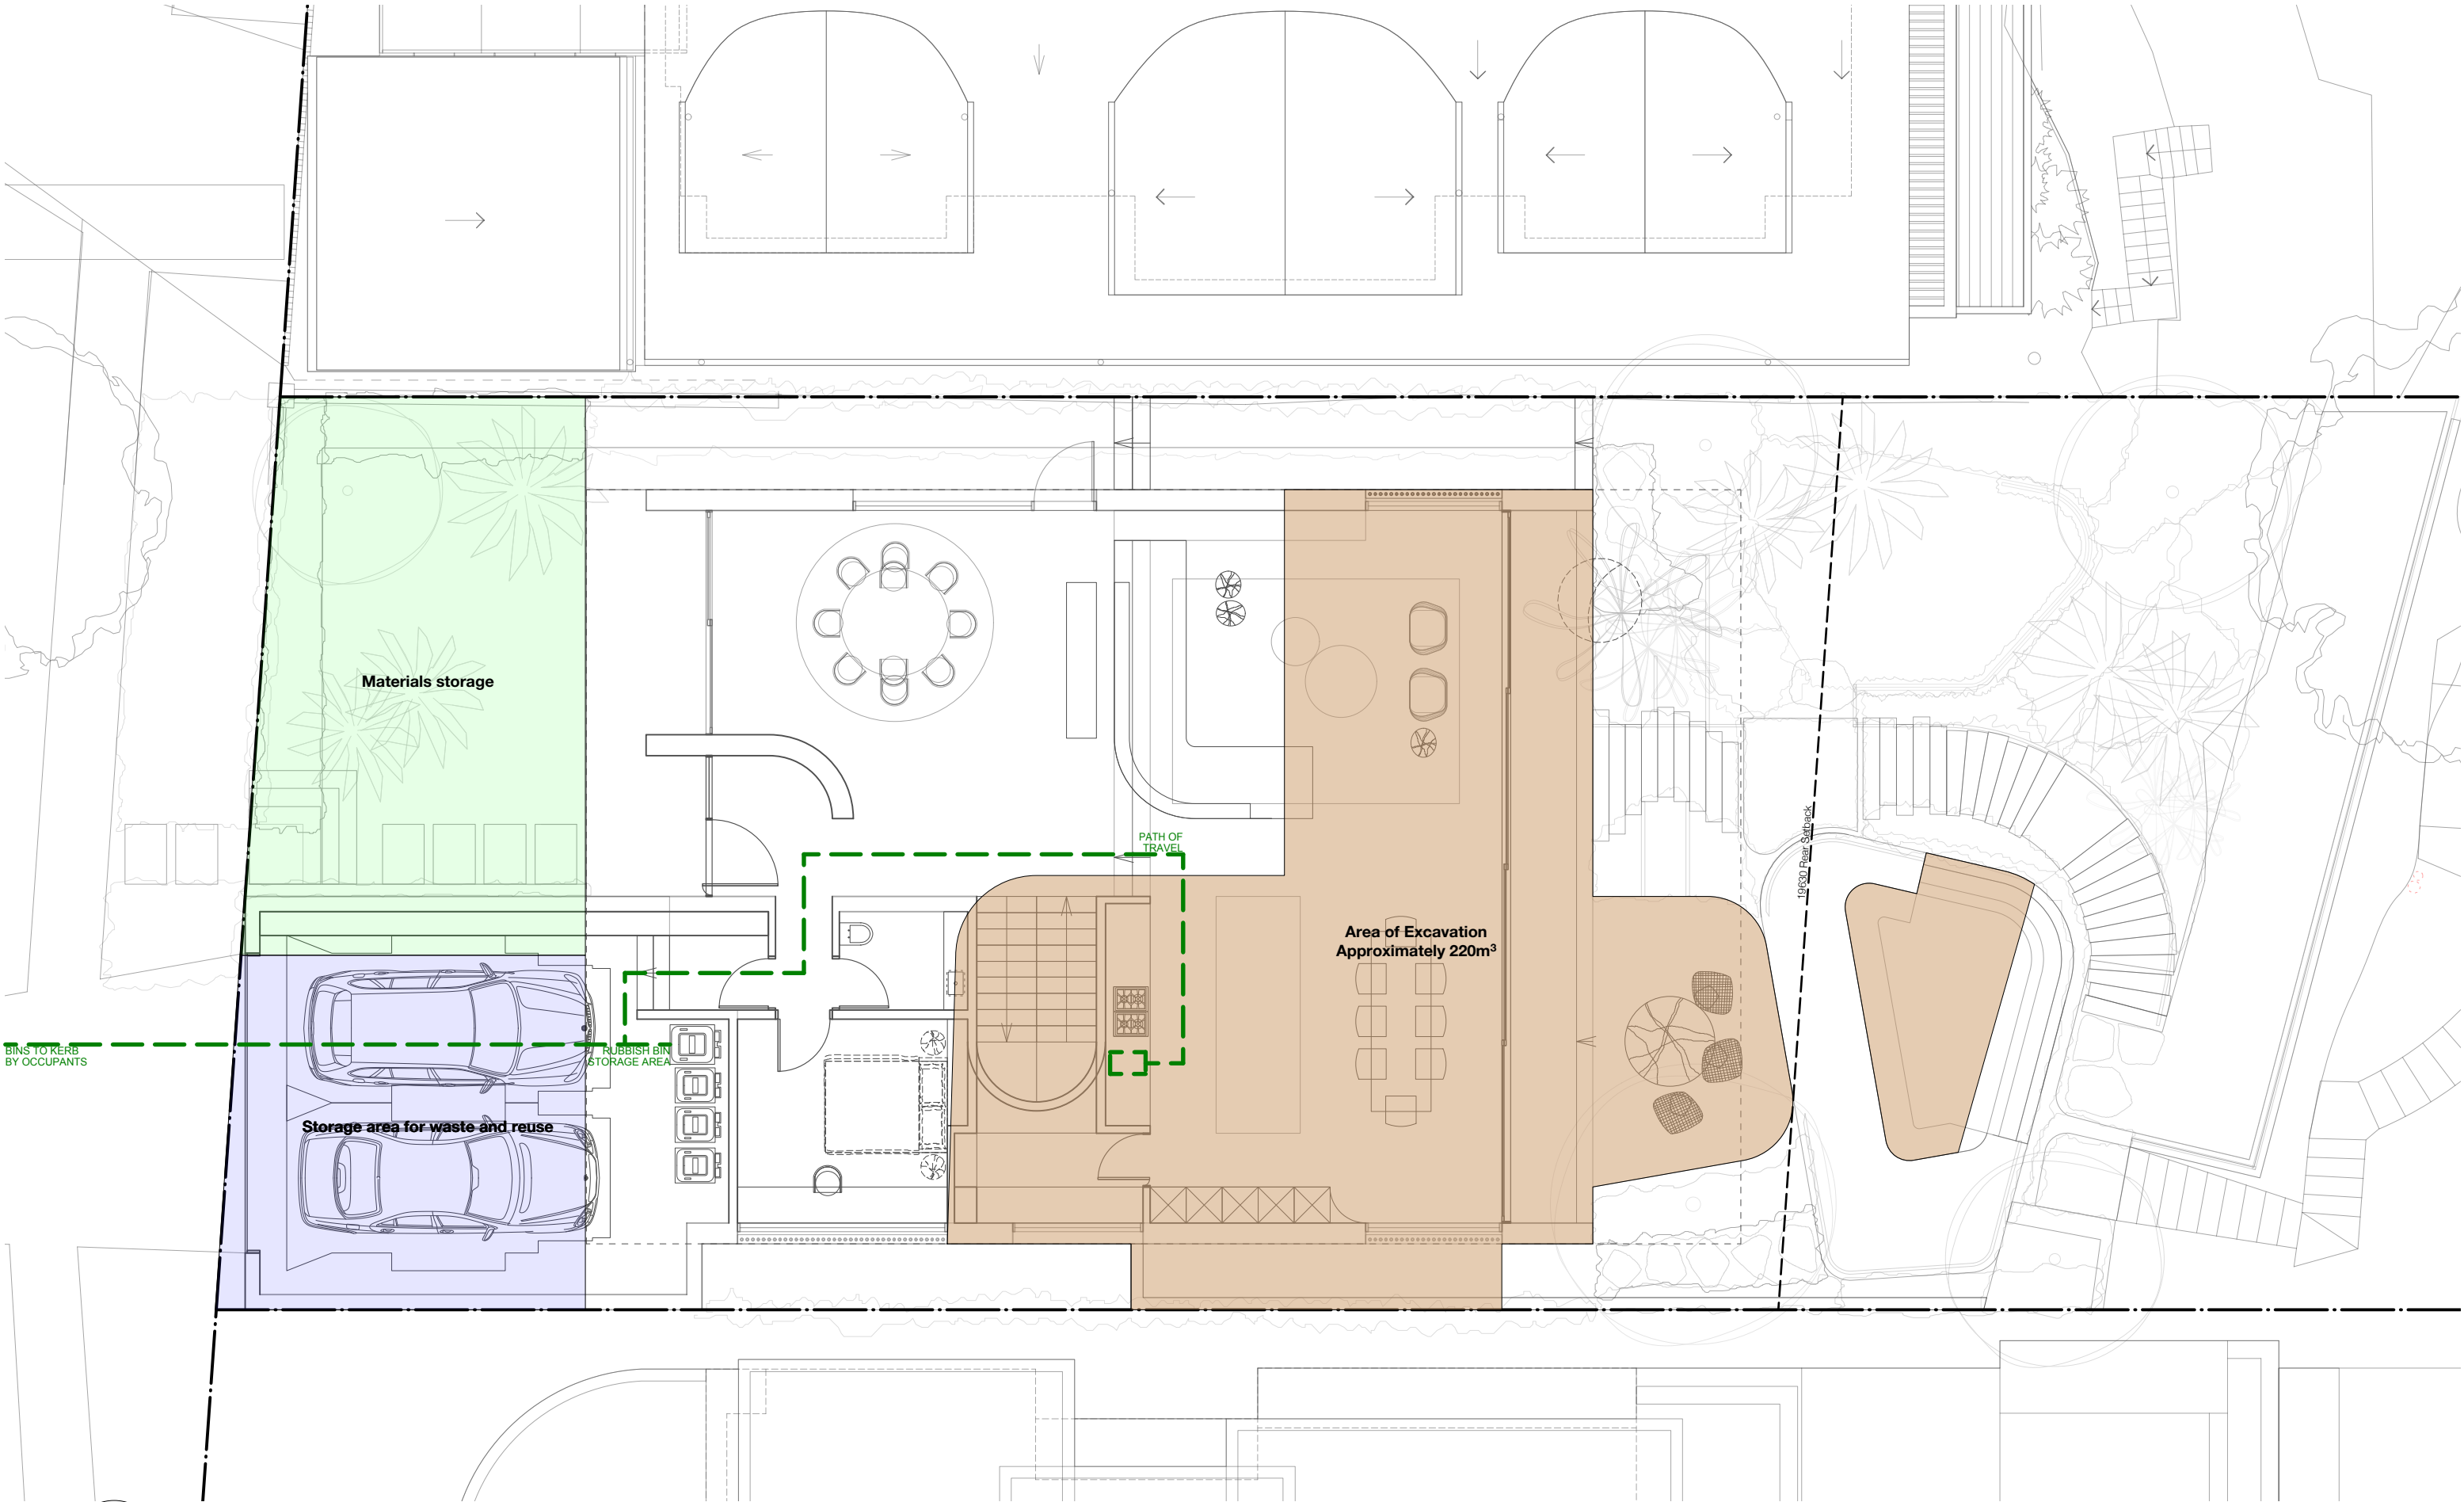 Materials storage
PATH OF
TRAVEL
19630 Rear Setback
Area of Excavation
Approximately 220m³
BINS TO KERB
BY OCCUPANTS
RUBBISH BIN
STORAGE AREA
Storage area for waste and reuse